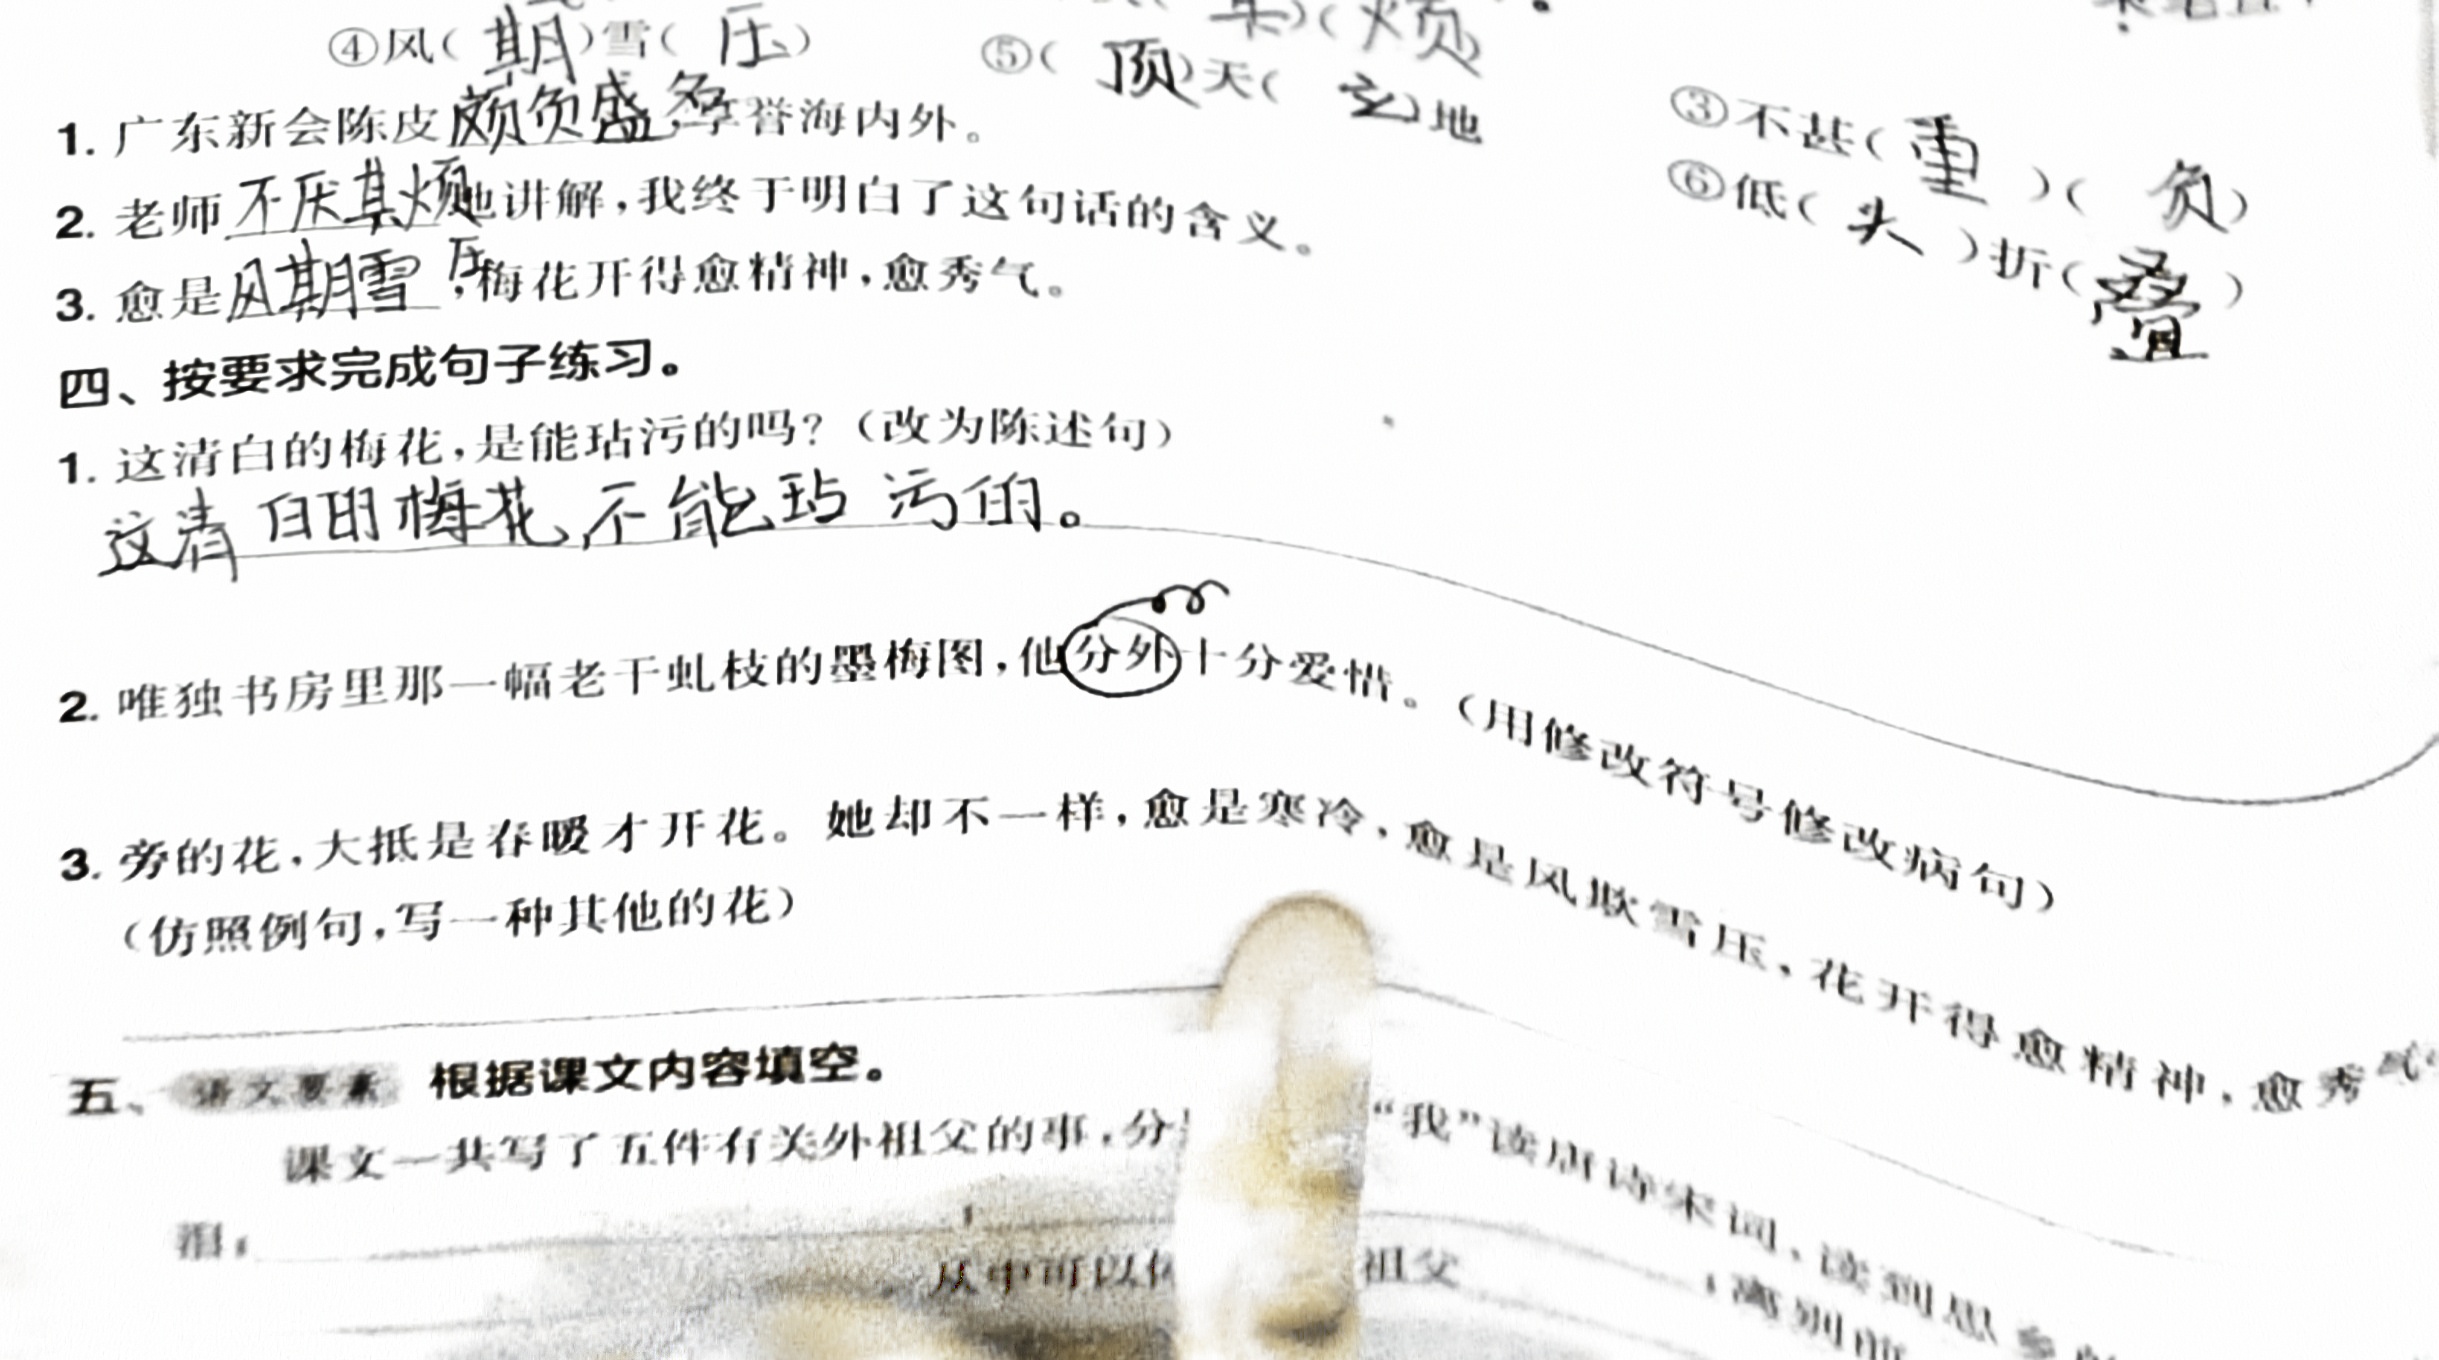 烦)
④风(期)雪(压) ⑤(顶)天(立)地
③不甚(重)(负)
⑥低(头)折(叠)
1. 广东新会陈皮颇负盛名,享誉海内外。
2. 老师不厌其烦地讲解,我终于明白了这句话的含义。
3. 愈是风期雪压,梅花开得愈精神,愈秀气。
四、按要求完成句子练习。
1. 这清白的梅花,是能玷污的吗?(改为陈述句)
这清白的梅花,不能玷污的。
2. 唯独书房里那一幅老干虬枝的墨梅图,他分外十分爱惜。(用修改符号修改病句)
3. 旁的花,大抵是春暖才开花。她却不一样,愈是寒冷,愈是风欺雪压,花开得愈精神,愈秀气
(仿照例句,写一种其他的花)
五、语文要素 根据课文内容填空。
课文一共写了五件有关外祖父的事,分 “我”读唐诗宋词,读到思乡
泪; ;离别前
从中可以 祖父